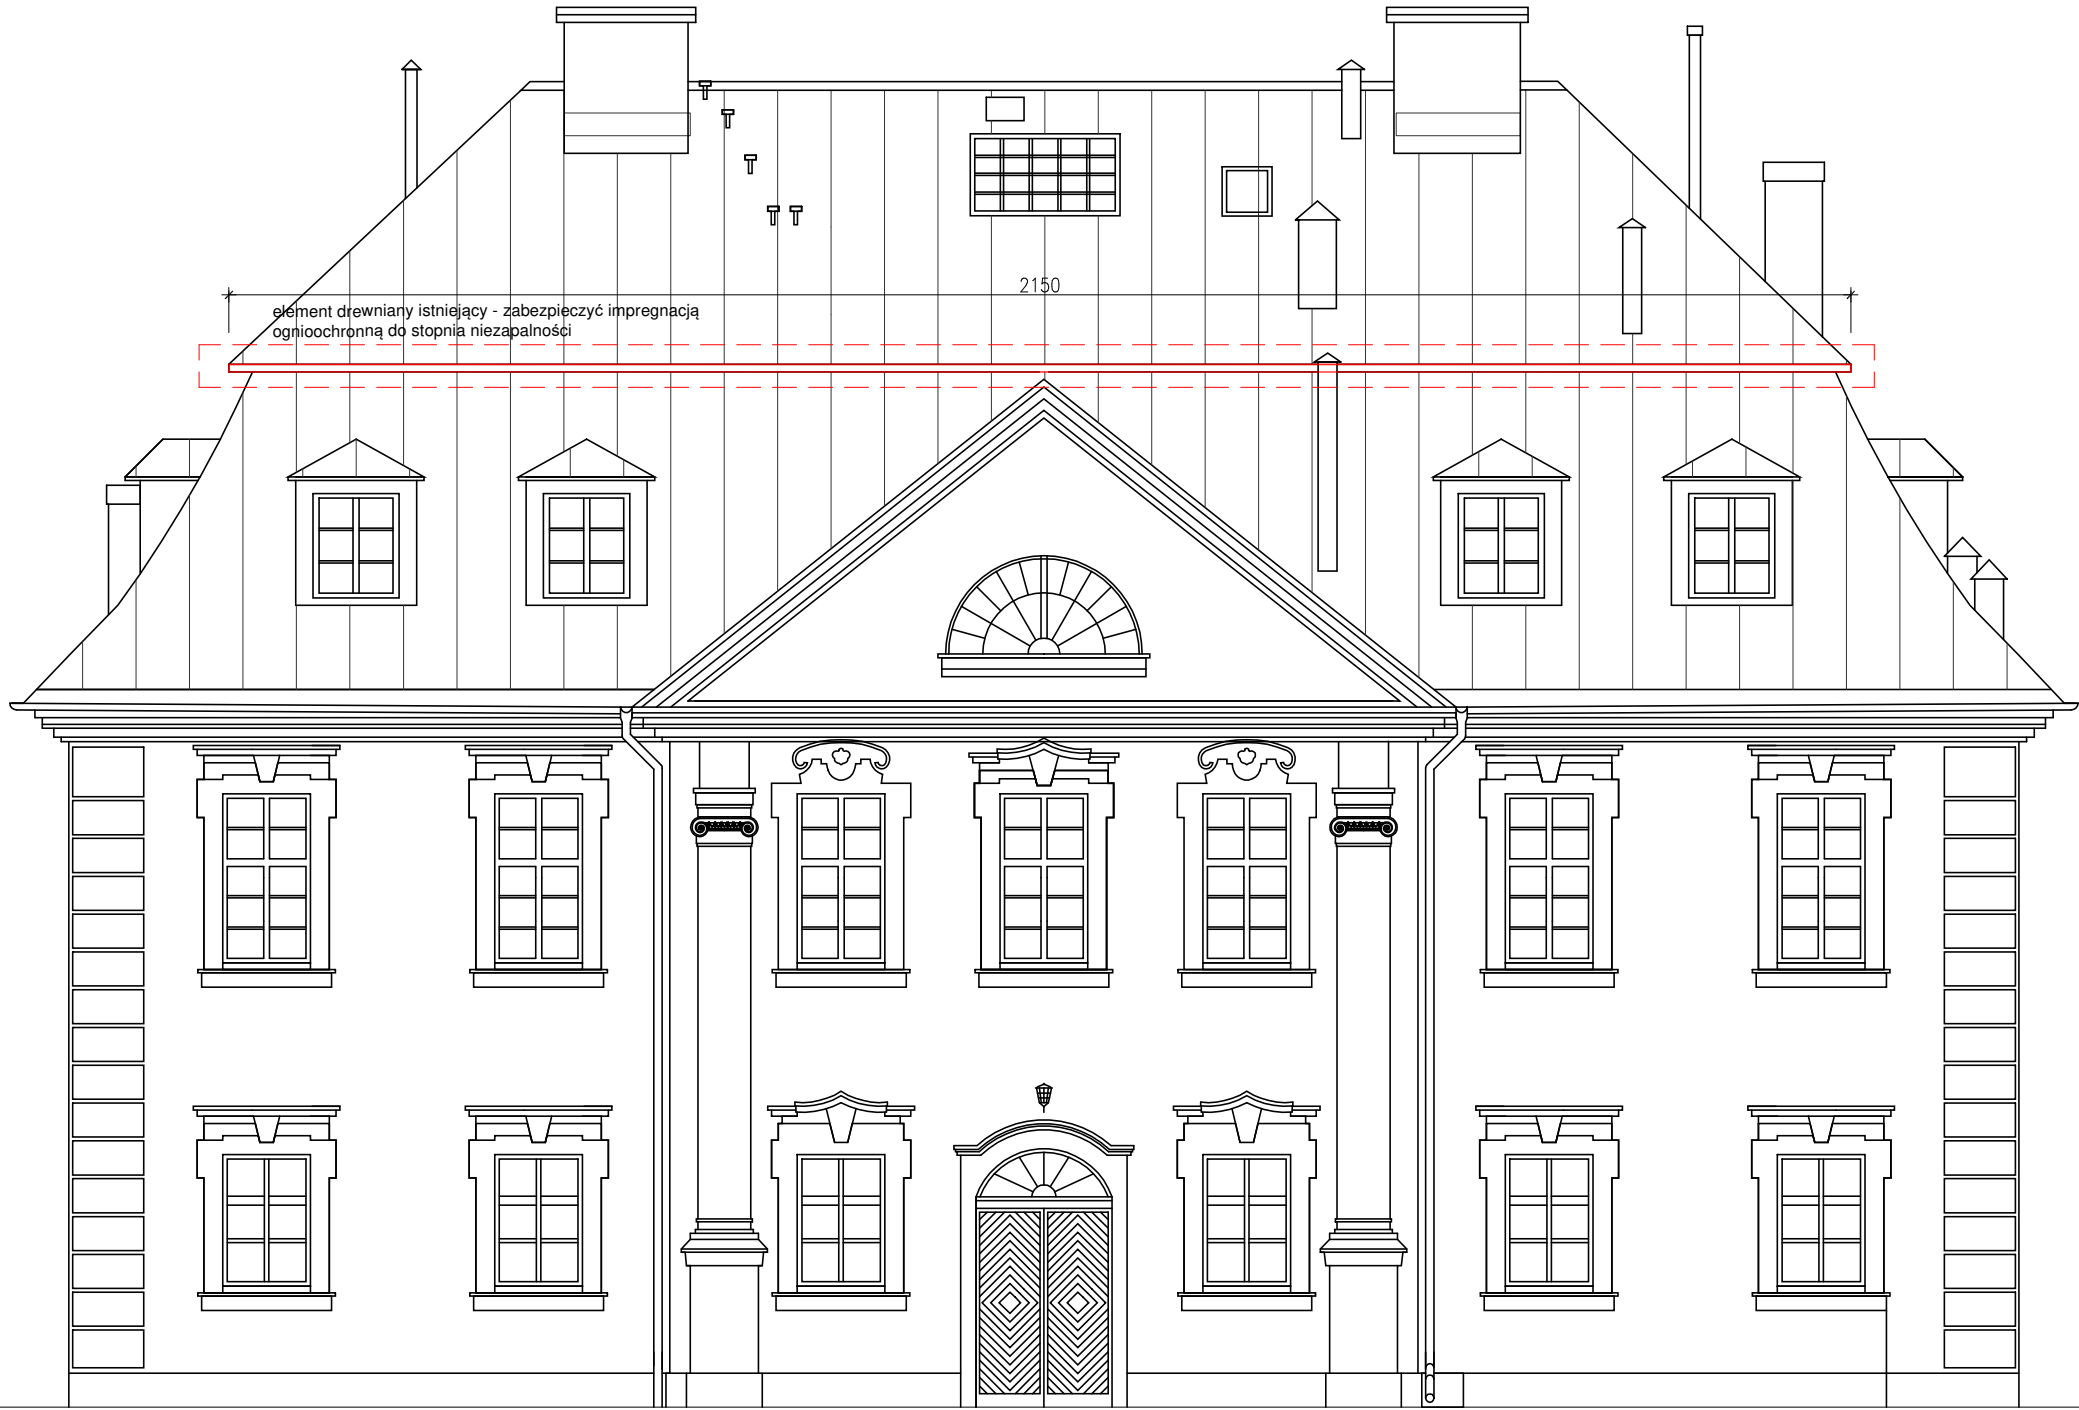 2150
element drewniany istniejący - zabezpieczyć impregnacją
ognioochronną do stopnia niezapalności